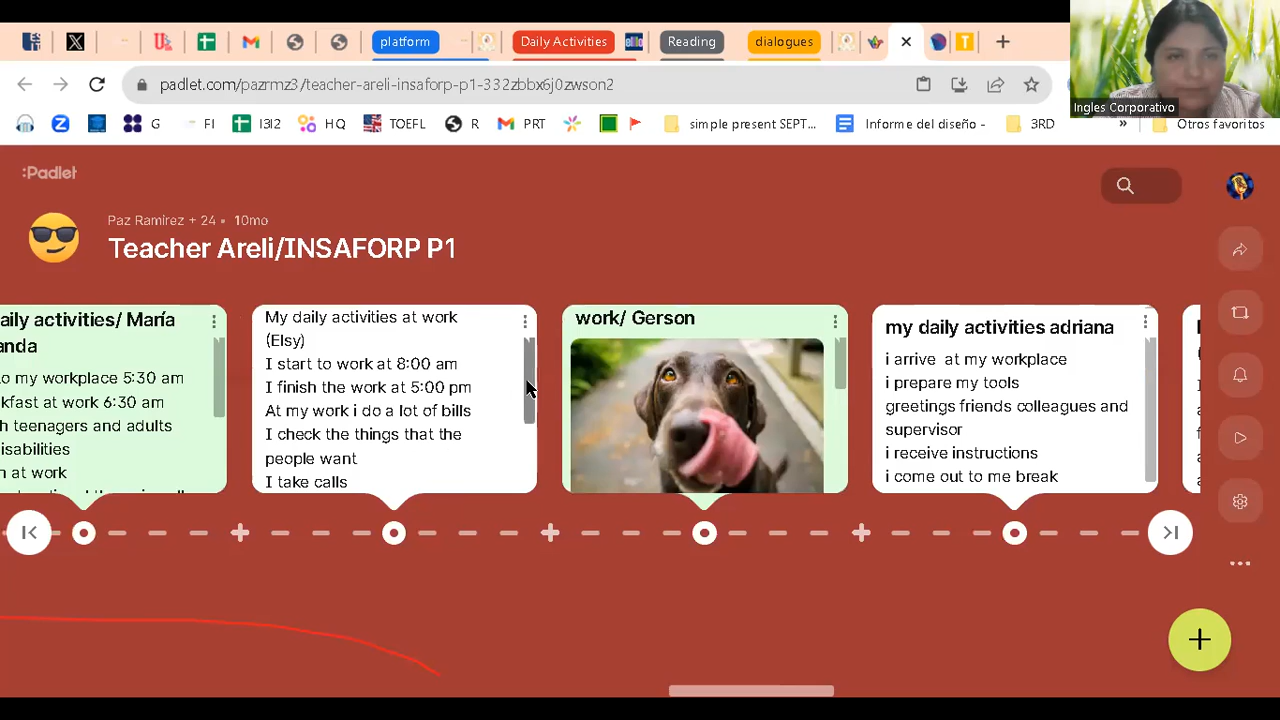 platform
Daily Activities
Reading
dialogues
padlet.com/pazrmz3/teacher-areli-insaforp-p1-332zbbx6j0zwson2
Ingles Corporativo
G
FI
I3I2
HQ
TOEFL
R
PRT
simple present SEPT...
Informe del diseño -
3RD
»
Otros favoritos
:Padlet
Paz Ramirez + 24 • 10mo
Teacher Areli/INSAFORP P1
aily activities/ María
anda
to my workplace 5:30 am
kfast at work 6:30 am
h teenagers and adults
isabilities
n at work
My daily activities at work
(Elsy)
I start to work at 8:00 am
I finish the work at 5:00 pm
At my work i do a lot of bills
I check the things that the
people want
I take calls
work/ Gerson
my daily activities adriana
i arrive at my workplace
i prepare my tools
greetings friends colleagues and
supervisor
i receive instructions
i come out to me break